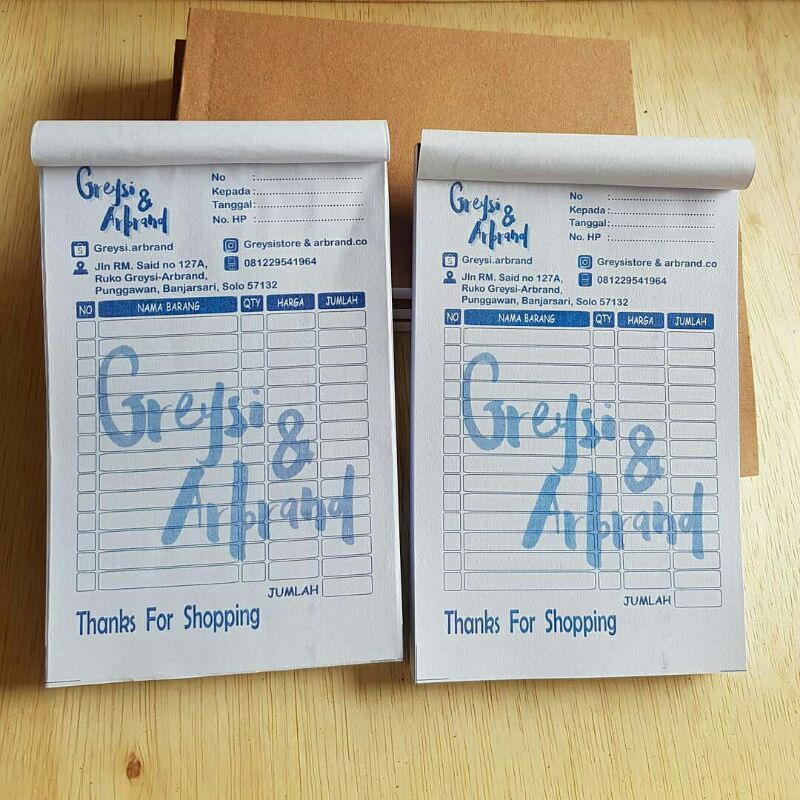 Greysi
&
Arbrand
No :
Kepada :
Tanggal :
No. HP :
Greysi.arbrand
Greysistore & arbrand.co
Jln RM. Said no 127A,
Ruko Greysi-Arbrand,
Punggawan, Banjarsari, Solo 57132
081229541964
NO NAMA BARANG QTY HARGA JUMLAH
Greysi
&
Arbrand
JUMLAH
Thanks For Shopping
Greysi
&
Arbrand
No :
Kepada :
Tanggal :
No. HP :
Greysi.arbrand
Greysistore & arbrand.co
Jln RM. Said no 127A,
Ruko Greysi-Arbrand,
Punggawan, Banjarsari, Solo 57132
081229541964
NO NAMA BARANG QTY HARGA JUMLAH
Greysi
&
Arbrand
JUMLAH
Thanks For Shopping